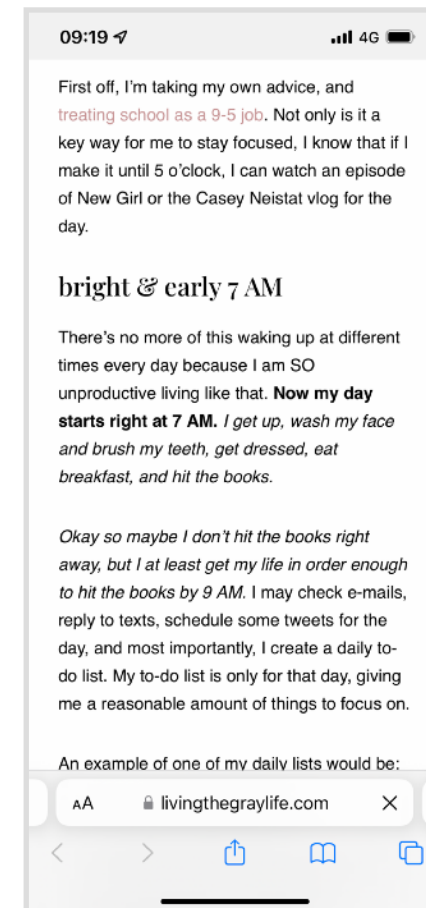 09:19 4G
First off, I'm taking my own advice, and
treating school as a 9-5 job. Not only is it a
key way for me to stay focused, I know that if I
make it until 5 o'clock, I can watch an episode
of New Girl or the Casey Neistat vlog for the
day.
bright & early 7 AM
There's no more of this waking up at different
times every day because I am SO
unproductive living like that. Now my day
starts right at 7 AM. I get up, wash my face
and brush my teeth, get dressed, eat
breakfast, and hit the books.
Okay so maybe I don't hit the books right
away, but I at least get my life in order enough
to hit the books by 9 AM. I may check e-mails,
reply to texts, schedule some tweets for the
day, and most importantly, I create a daily to-
do list. My to-do list is only for that day, giving
me a reasonable amount of things to focus on.
An example of one of my daily lists would be:
AA livingthegraylife.com